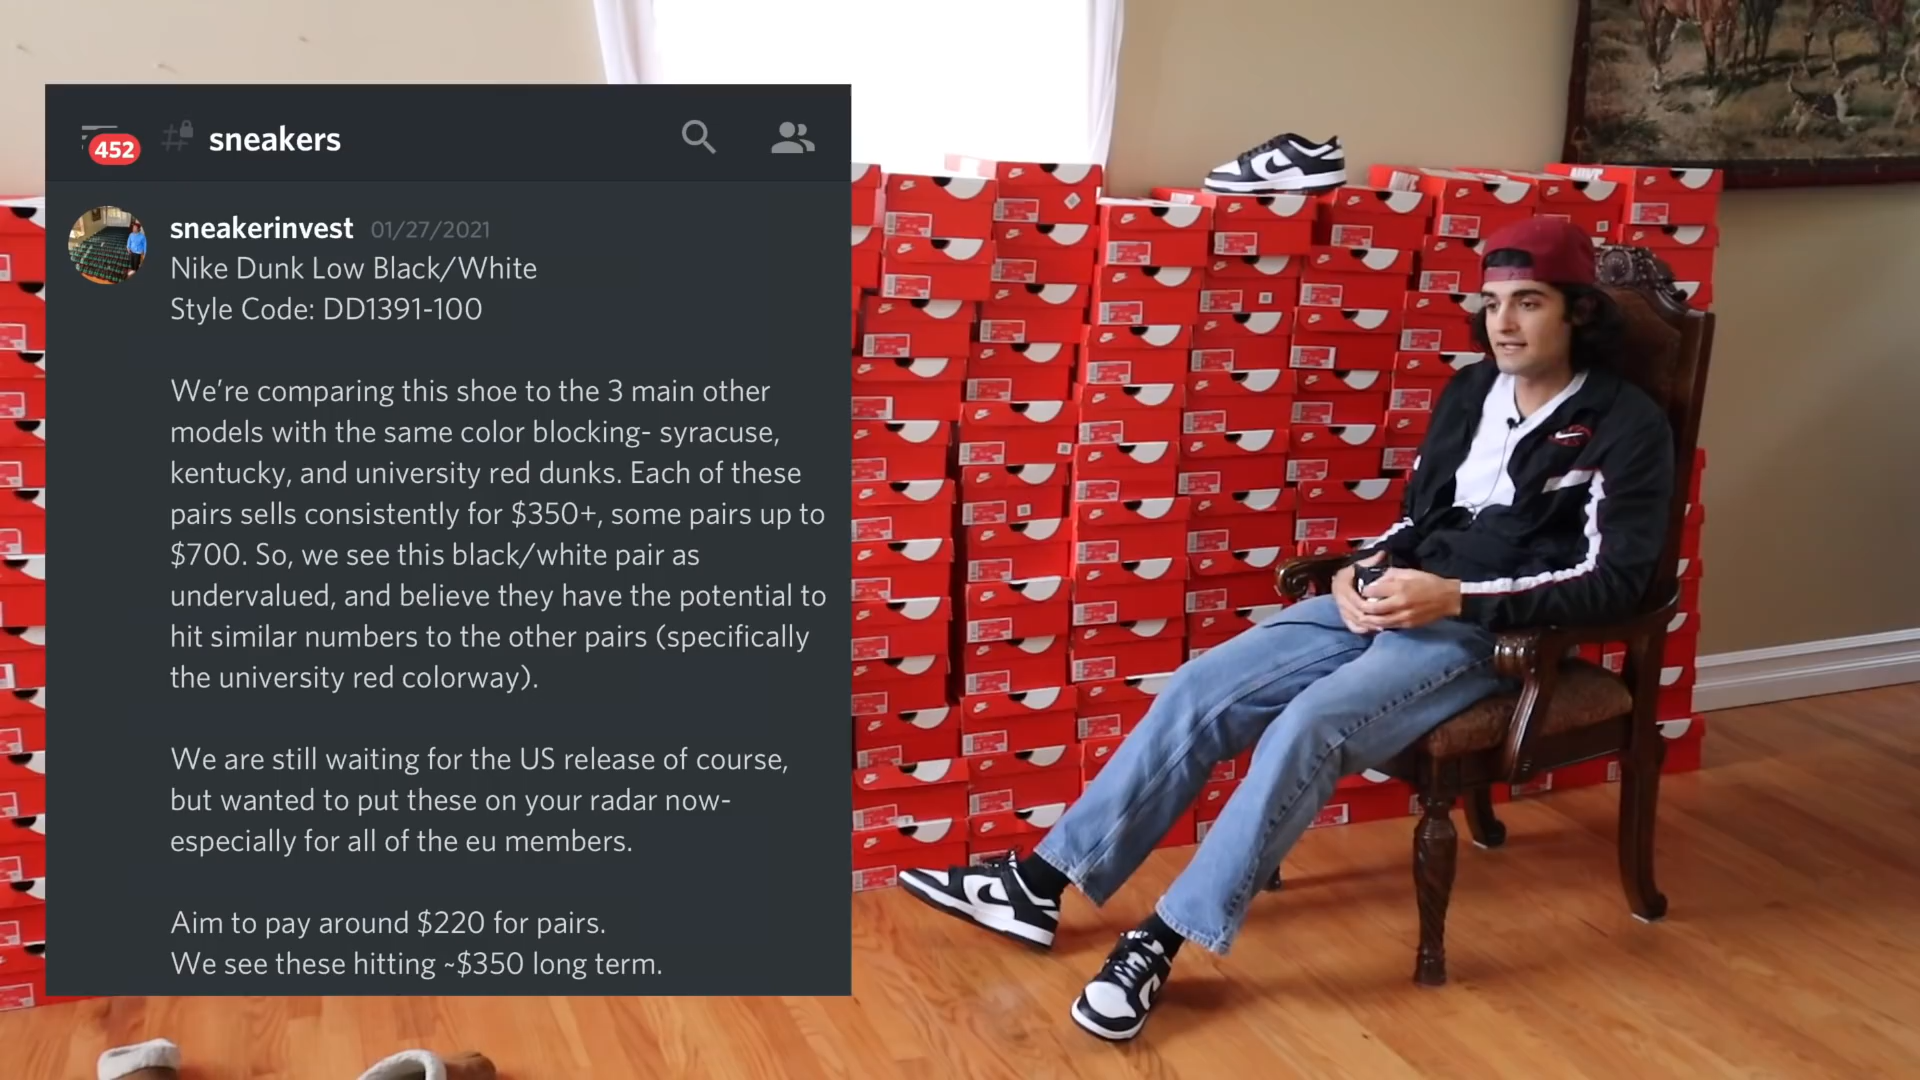 452
sneakers
sneakerinvest 01/27/2021
Nike Dunk Low Black/White
Style Code: DD1391-100
We’re comparing this shoe to the 3 main other
models with the same color blocking- syracuse,
kentucky, and university red dunks. Each of these
pairs sells consistently for $350+, some pairs up to
$700. So, we see this black/white pair as
undervalued, and believe they have the potential to
hit similar numbers to the other pairs (specifically
the university red colorway).
We are still waiting for the US release of course,
but wanted to put these on your radar now-
especially for all of the eu members.
Aim to pay around $220 for pairs.
We see these hitting ~$350 long term.